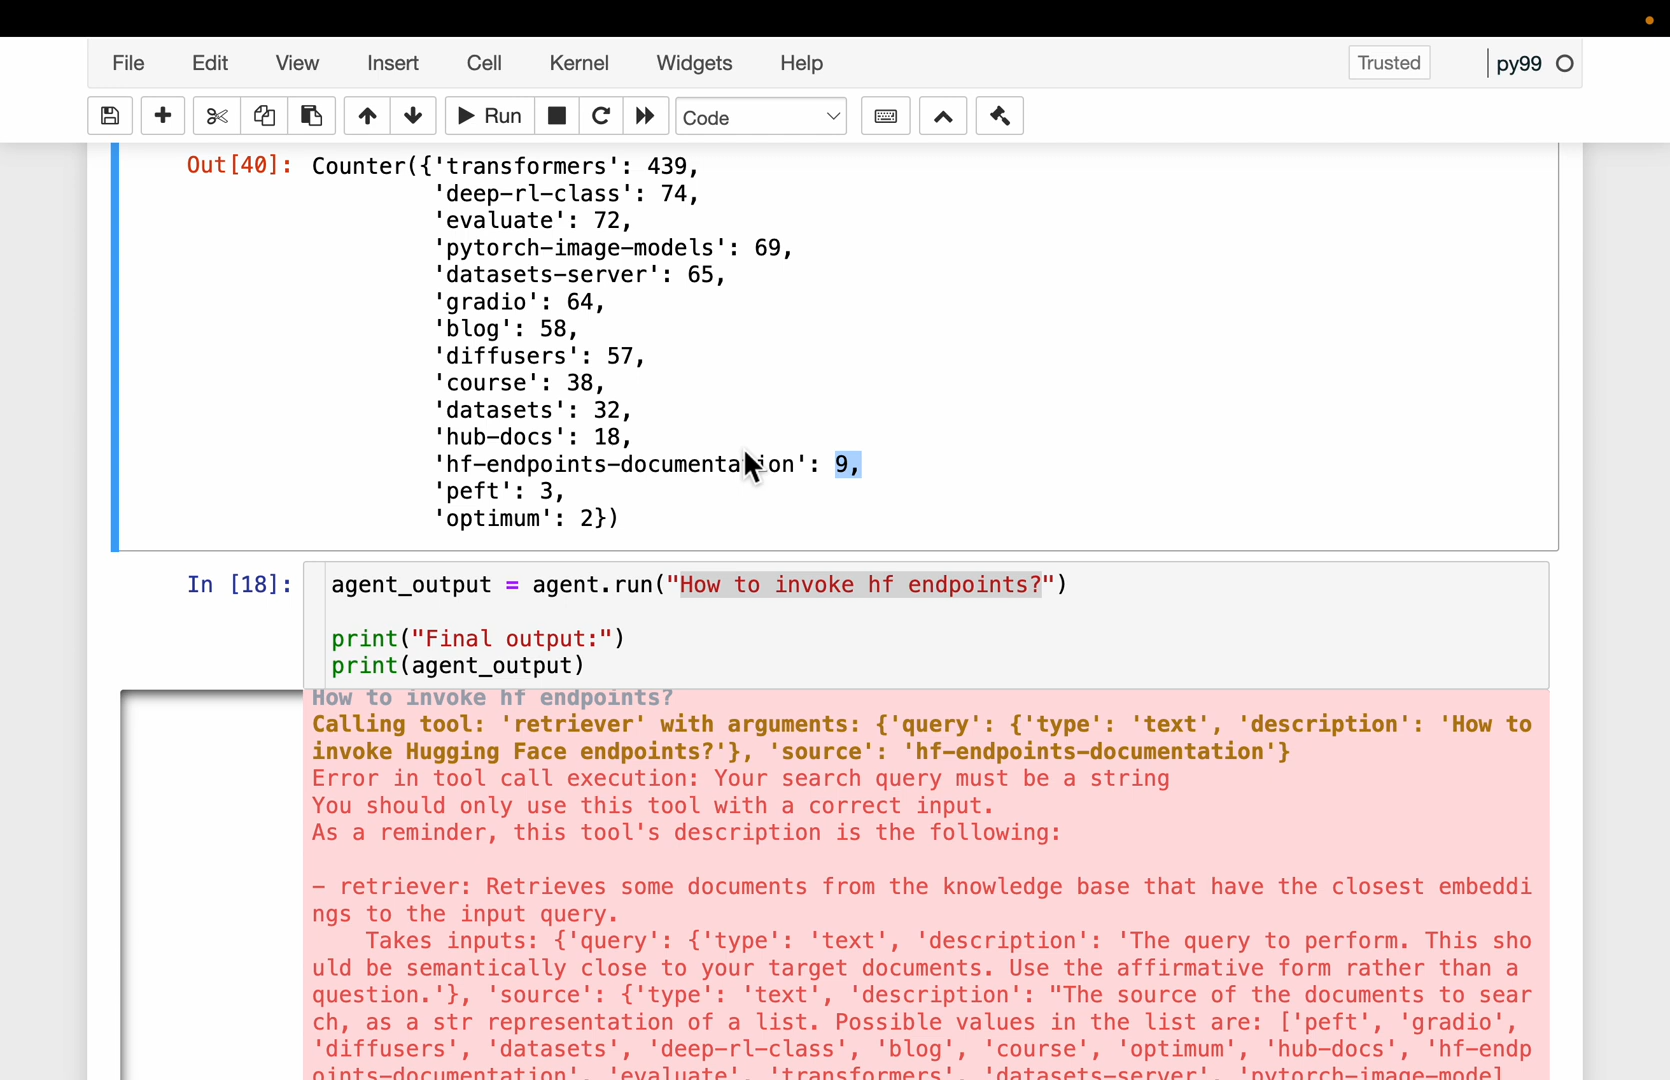 File Edit View Insert Cell Kernel Widgets Help Trusted py99
Run Code
Out[40]: Counter({'transformers': 439,
'deep-rl-class': 74,
'evaluate': 72,
'pytorch-image-models': 69,
'datasets-server': 65,
'gradio': 64,
'blog': 58,
'diffusers': 57,
'course': 38,
'datasets': 32,
'hub-docs': 18,
'hf-endpoints-documentation': 9,
'peft': 3,
'optimum': 2})
In [18]: agent_output = agent.run("How to invoke hf endpoints?")
print("Final output:")
print(agent_output)
How to invoke hf endpoints?
Calling tool: 'retriever' with arguments: {'query': {'type': 'text', 'description': 'How to
invoke Hugging Face endpoints?'}, 'source': 'hf-endpoints-documentation'}
Error in tool call execution: Your search query must be a string
You should only use this tool with a correct input.
As a reminder, this tool's description is the following:
- retriever: Retrieves some documents from the knowledge base that have the closest embeddi
ngs to the input query.
Takes inputs: {'query': {'type': 'text', 'description': 'The query to perform. This sho
uld be semantically close to your target documents. Use the affirmative form rather than a
question.'}, 'source': {'type': 'text', 'description': "The source of the documents to sear
ch, as a str representation of a list. Possible values in the list are: ['peft', 'gradio',
'diffusers', 'datasets', 'deep-rl-class', 'blog', 'course', 'optimum', 'hub-docs', 'hf-endp
oints-documentation', 'evaluate', 'transformers', 'datasets-server', 'pytorch-image-model